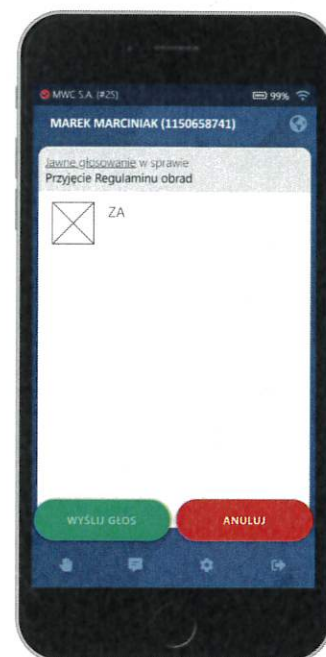 MWC S.A. (#25) 99%
MAREK MARCINIAK (1150658741)
Jawne głosowanie w sprawie
Przyjęcie Regulaminu obrad
ZA
WYŚLIJ GŁOS ANULUJ